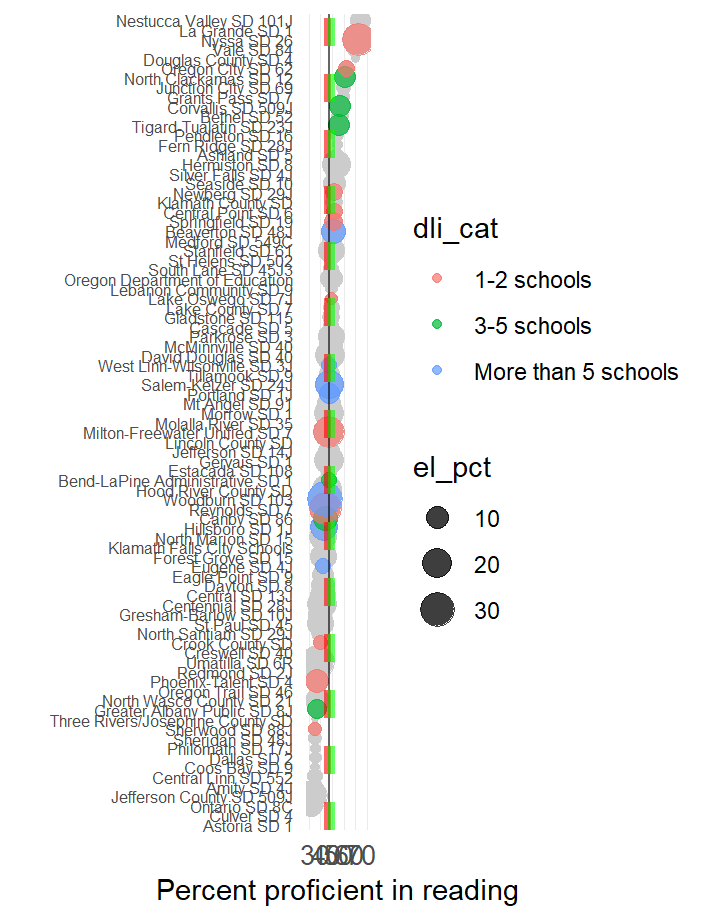 Nestucca Valley SD 101J
La Grande SD 1
Nyssa SD 26
Vale SD 84
Douglas County SD 4
Oregon City SD 62
North Clackamas SD 12
Junction City SD 69
Grants Pass SD 7
Corvallis SD 509J
Bethel SD 52
Tigard-Tualatin SD 23J
Pendleton SD 16
Fern Ridge SD 28J
Ashland SD 5
Hermiston SD 8
Silver Falls SD 4J
Seaside SD 10
Newberg SD 29J
Klamath County SD
Central Point SD 6
Springfield SD 19
Beaverton SD 48J
Medford SD 549C
Stanfield SD 61
St Helens SD 502
South Lane SD 45J3
Oregon Department of Education
Lebanon Community SD 9
Lake Oswego SD 7J
Lake County SD 7
Gladstone SD 115
Cascade SD 5
Parkrose SD 3
McMinnville SD 40
David Douglas SD 40
West Linn-Wilsonville SD 3J
Tillamook SD 9
Salem-Keizer SD 24J
Portland SD 1J
Mt Angel SD 91
Morrow SD 1
Molalla River SD 35
Milton-Freewater Unified SD 7
Lincoln County SD
Jefferson SD 14J
Gervais SD 1
Estacada SD 108
Bend-LaPine Administrative SD 1
Hood River County SD
Woodburn SD 103
Reynolds SD 7
Canby SD 86
Hillsboro SD 1J
North Marion SD 15
Klamath Falls City Schools
Forest Grove SD 15
Eugene SD 4J
Eagle Point SD 9
Dayton SD 8
Central SD 13J
Centennial SD 28J
Gresham-Barlow SD 10J
St Paul SD 45
North Santiam SD 29J
Crook County SD
Creswell SD 40
Umatilla SD 6R
Redmond SD 2J
Phoenix-Talent SD 4
Oregon Trail SD 46
North Wasco County SD 21
Greater Albany Public SD 8J
Three Rivers/Josephine County SD
Sherwood SD 88J
Sheridan SD 48J
Philomath SD 17J
Dallas SD 2
Coos Bay SD 9
Central Linn SD 552
Amity SD 4J
Jefferson County SD 509J
Ontario SD 8C
Culver SD 4
Astoria SD 1
Percent proficient in reading
dli_cat
1-2 schools
3-5 schools
More than 5 schools
el_pct
10
20
30